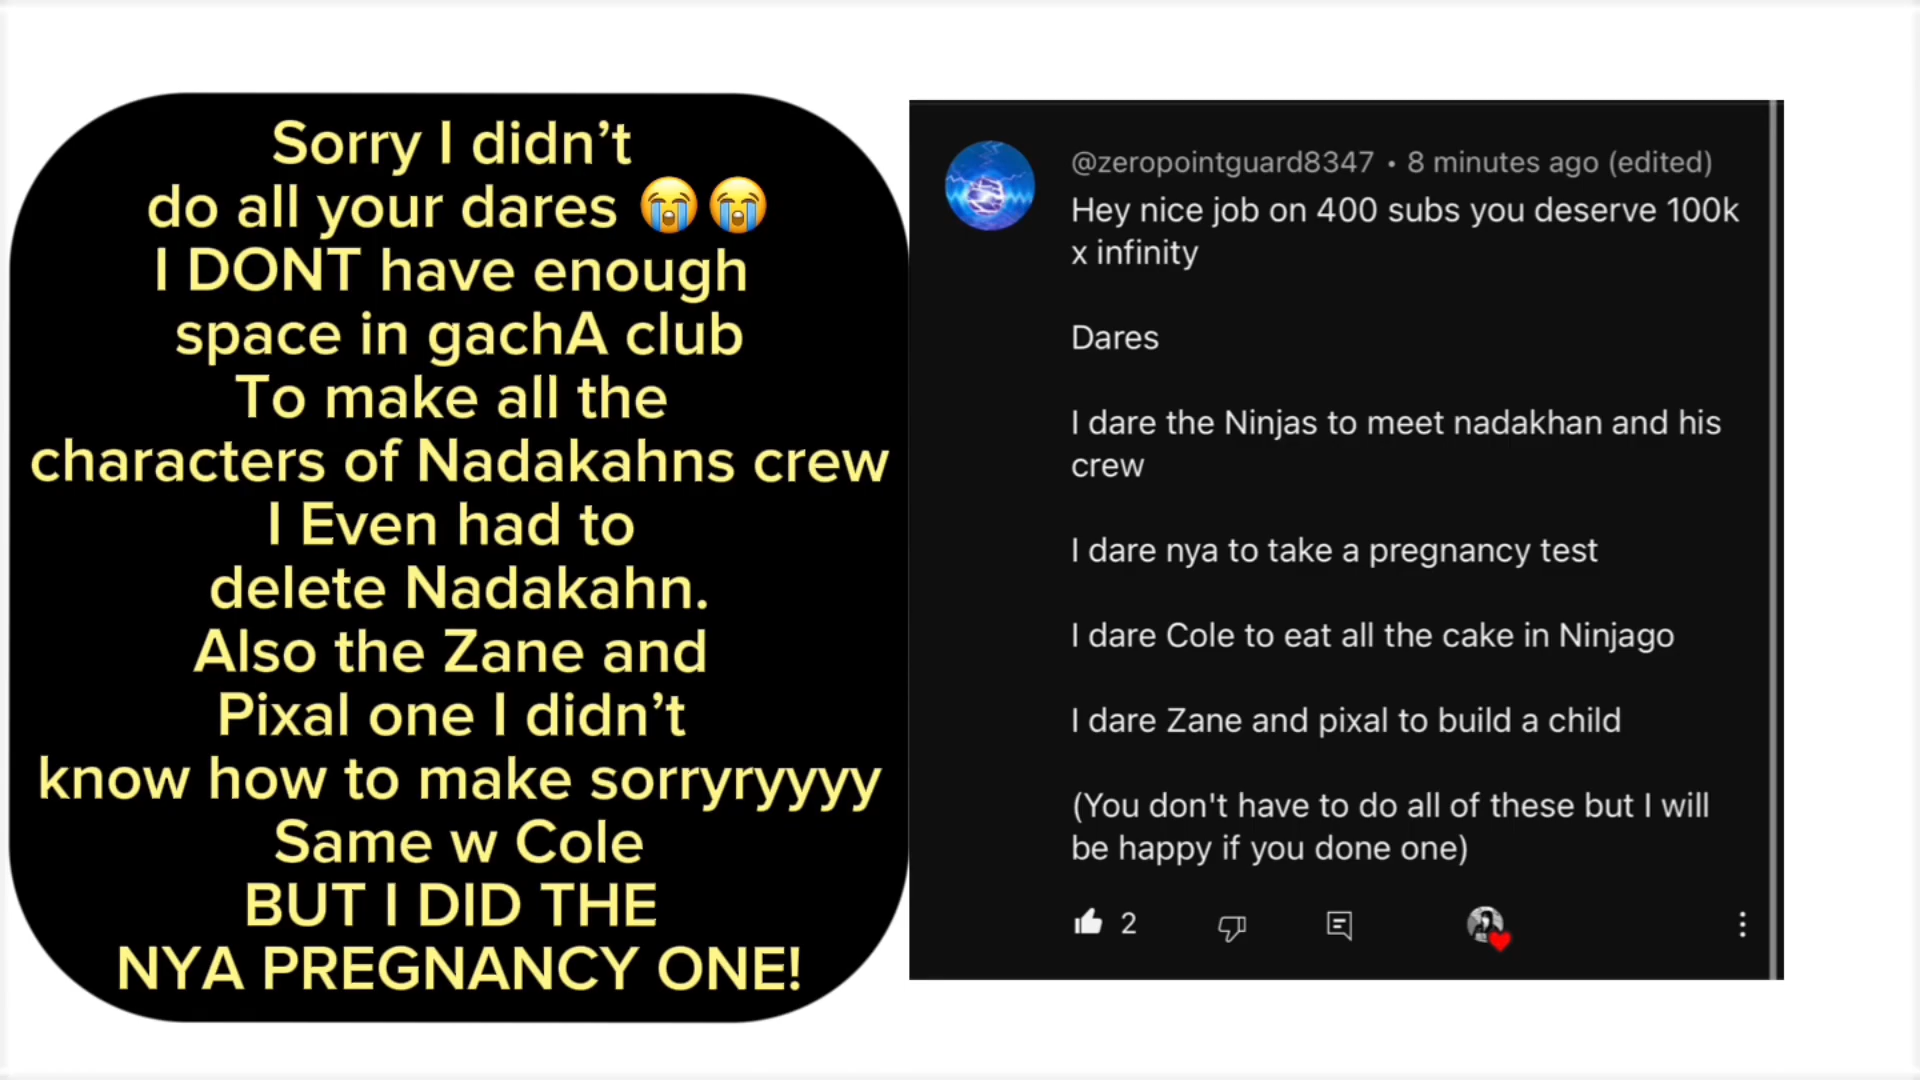 Sorry I didn’t
do all your dares 😭😭
I DONT have enough
space in gachA club
To make all the
characters of Nadakahns crew
I Even had to
delete Nadakahn.
Also the Zane and
Pixal one I didn’t
know how to make sorryryyyy
Same w Cole
BUT I DID THE
NYA PREGNANCY ONE!
@zeropointguard8347 • 8 minutes ago (edited)
Hey nice job on 400 subs you deserve 100k
x infinity
Dares
I dare the Ninjas to meet nadakhan and his
crew
I dare nya to take a pregnancy test
I dare Cole to eat all the cake in Ninjago
I dare Zane and pixal to build a child
(You don't have to do all of these but I will
be happy if you done one)
2